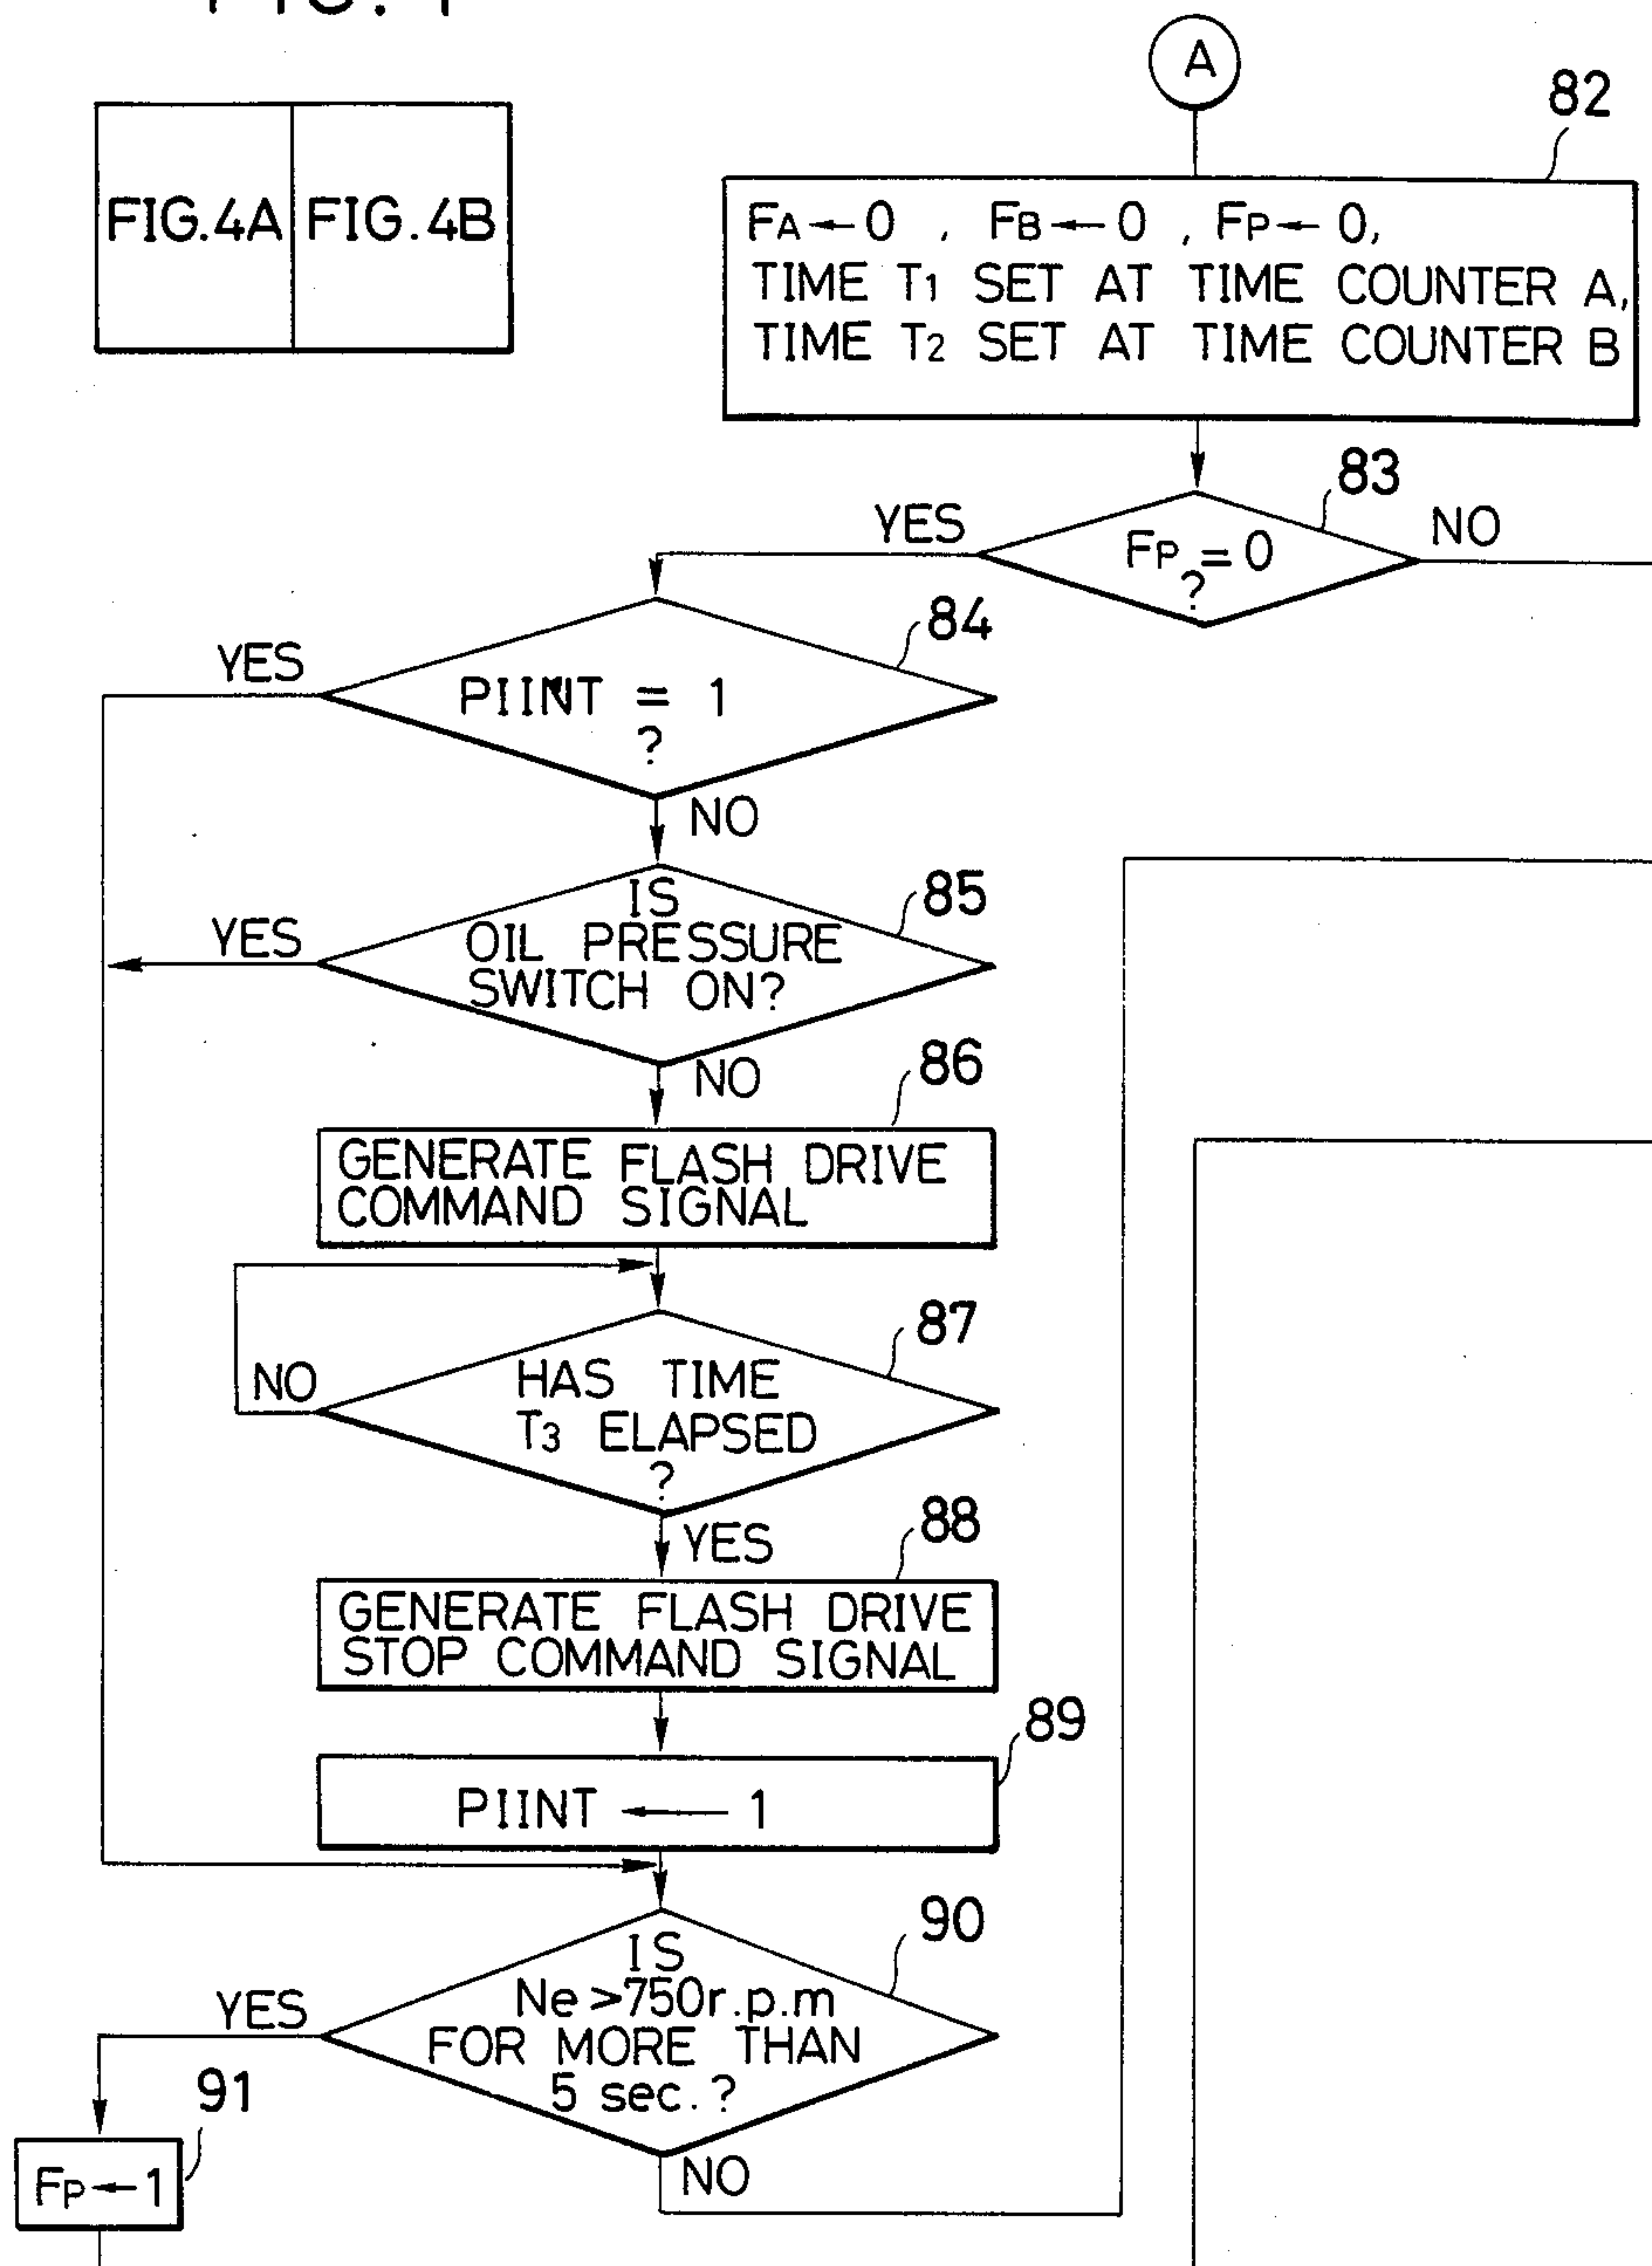 FIG. 4
FIG.4A FIG.4B
A
82
FA←0 , FB←0 , FP←0,
TIME T1 SET AT TIME COUNTER A,
TIME T2 SET AT TIME COUNTER B
83
YES
FP=0
?
NO
84
YES
PIINT = 1
?
NO
85
YES
IS
OIL PRESSURE
SWITCH ON?
NO
86
GENERATE FLASH DRIVE
COMMAND SIGNAL
87
NO
HAS TIME
T3 ELAPSED
?
YES
88
GENERATE FLASH DRIVE
STOP COMMAND SIGNAL
89
PIINT ← 1
90
YES
IS
Ne>750r.p.m
FOR MORE THAN
5 sec.?
NO
91
FP←1